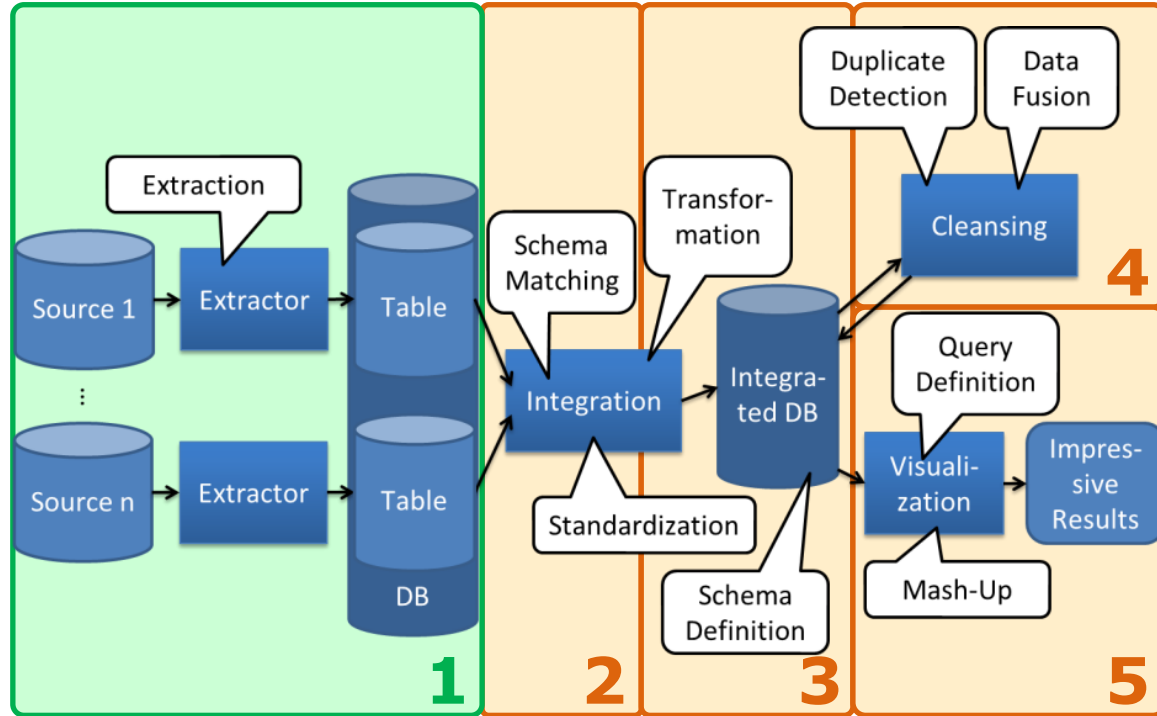 Extraction
Source 1
Extractor
Table
⋮
Source n
Extractor
Table
DB
1
Schema
Matching
Integration
Standardization
2
Transfor-
mation
Integra-
ted DB
Schema
Definition
3
Duplicate
Detection
Data
Fusion
Cleansing
4
Query
Definition
Visuali-
zation
Mash-Up
Impres-
sive
Results
5